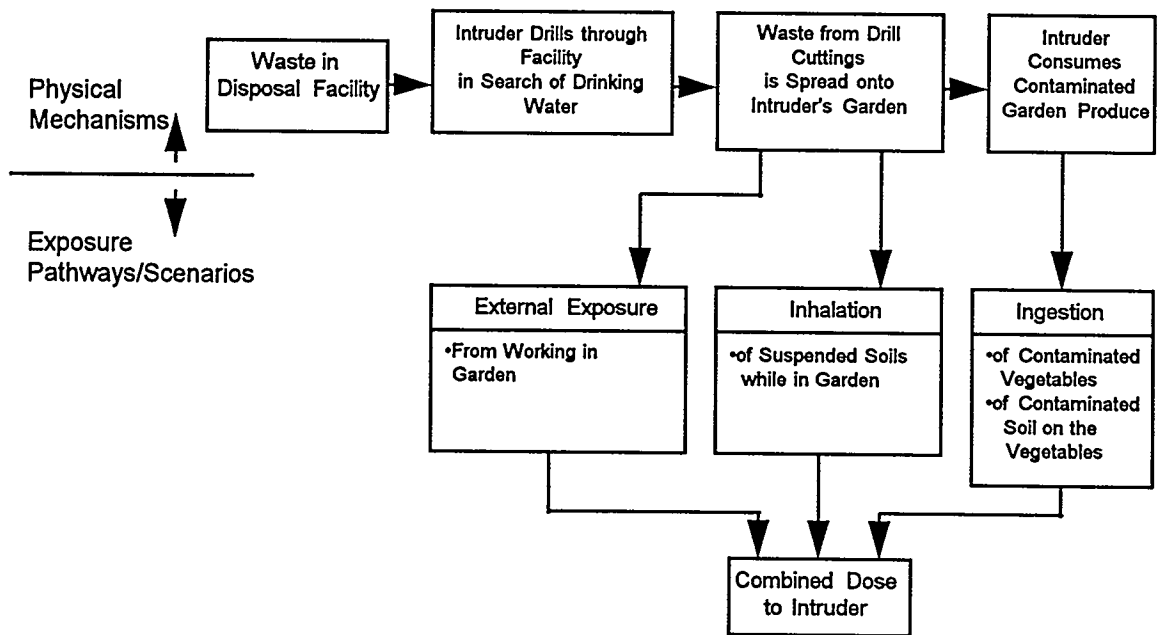 Physical
Mechanisms
Waste in
Disposal Facility
Intruder Drills through
Facility
in Search of Drinking
Water
Waste from Drill
Cuttings
is Spread onto
Intruder's Garden
Intruder
Consumes
Contaminated
Garden Produce
Exposure
Pathways/Scenarios
External Exposure
•From Working in
Garden
Inhalation
•of Suspended Soils
while in Garden
Ingestion
•of Contaminated
Vegetables
•of Contaminated
Soil on the
Vegetables
Combined Dose
to Intruder